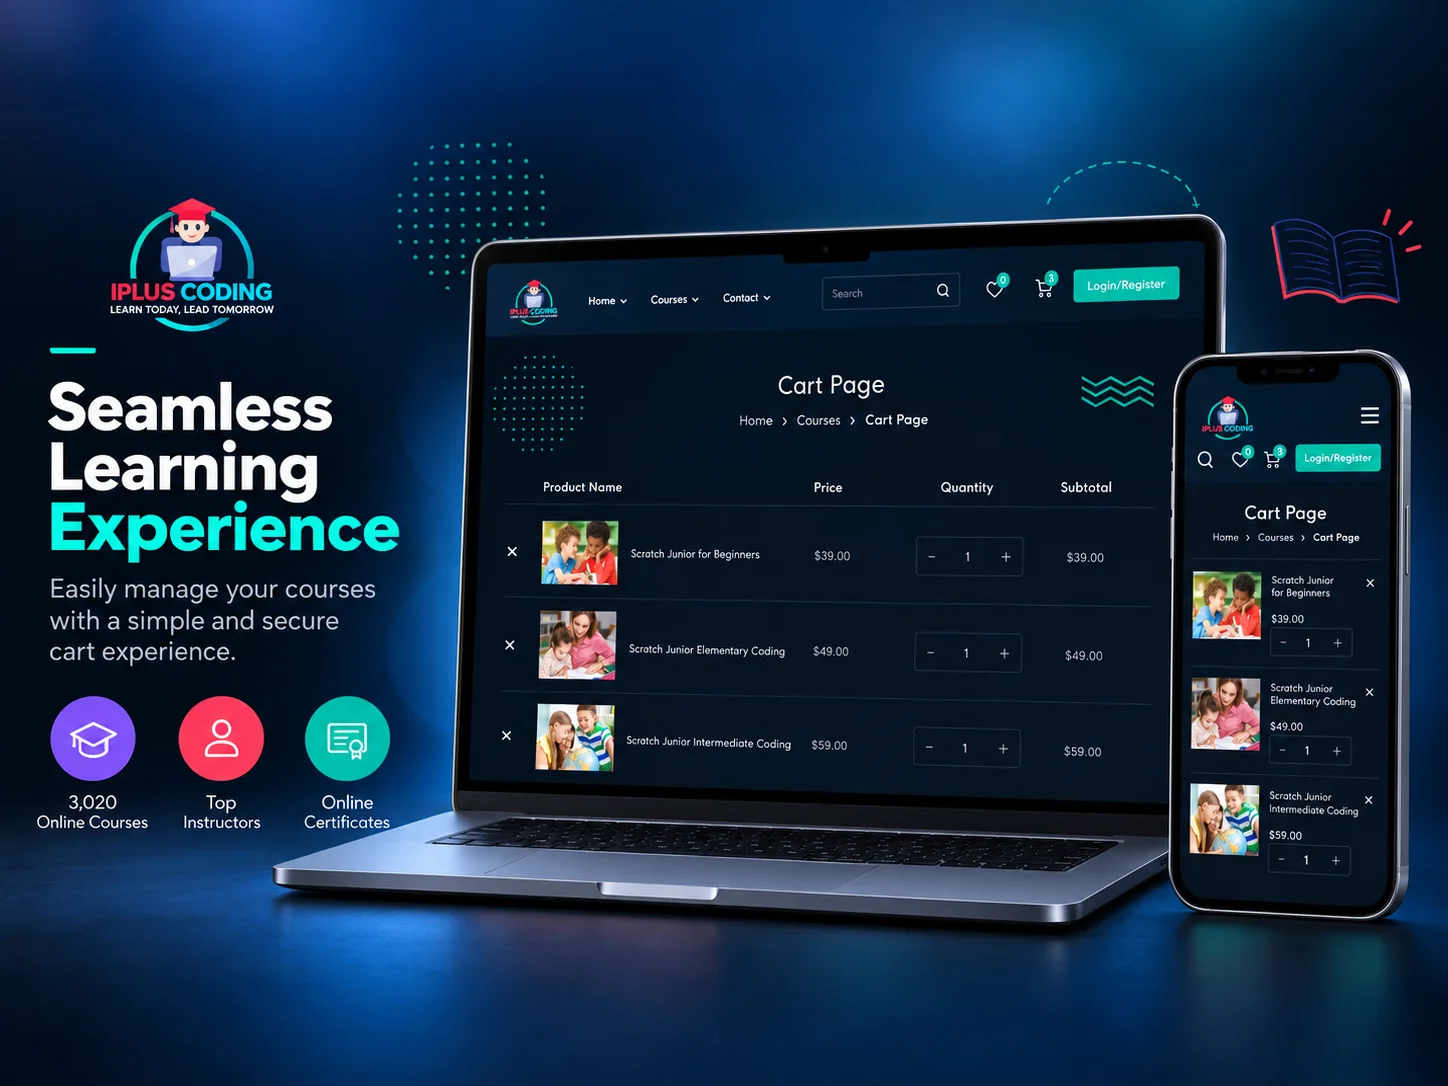 IPLUS CODING
LEARN TODAY, LEAD TOMORROW
Seamless
Learning
Experience
Easily manage your courses
with a simple and secure
cart experience.
3,020
Online Courses
Top
Instructors
Online
Certificates
IPLUS CODING
Home
Courses
Contact
Search
0
3
Login/Register
Cart Page
Home > Courses > Cart Page
Product Name Price Quantity Subtotal
× Scratch Junior for Beginners $39.00 − 1 + $39.00
× Scratch Junior Elementary Coding $49.00 − 1 + $49.00
× Scratch Junior Intermediate Coding $59.00 − 1 + $59.00
IPLUS CODING
0
3
Login/Register
Cart Page
Home > Courses > Cart Page
Scratch Junior ×
for Beginners
$39.00
− 1 +
Scratch Junior ×
Elementary Coding
$49.00
− 1 +
Scratch Junior ×
Intermediate Coding
$59.00
− 1 +